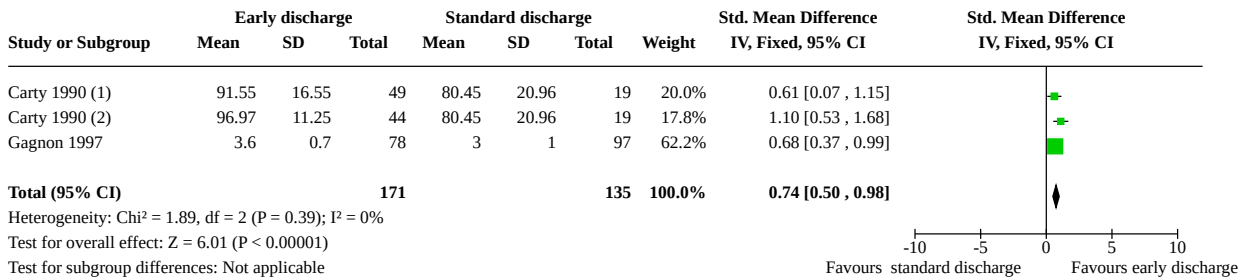 Early discharge Standard discharge Std. Mean Difference Std. Mean Difference
Study or Subgroup Mean SD Total Mean SD Total Weight IV, Fixed, 95% CI IV, Fixed, 95% CI
Carty 1990 (1) 91.55 16.55 49 80.45 20.96 19 20.0% 0.61 [0.07 , 1.15]
Carty 1990 (2) 96.97 11.25 44 80.45 20.96 19 17.8% 1.10 [0.53 , 1.68]
Gagnon 1997 3.6 0.7 78 3 1 97 62.2% 0.68 [0.37 , 0.99]
Total (95% CI) 171 135 100.0% 0.74 [0.50 , 0.98]
Heterogeneity: Chi² = 1.89, df = 2 (P = 0.39); I² = 0%
Test for overall effect: Z = 6.01 (P < 0.00001) -10 -5 0 5 10
Test for subgroup differences: Not applicable Favours standard discharge Favours early discharge